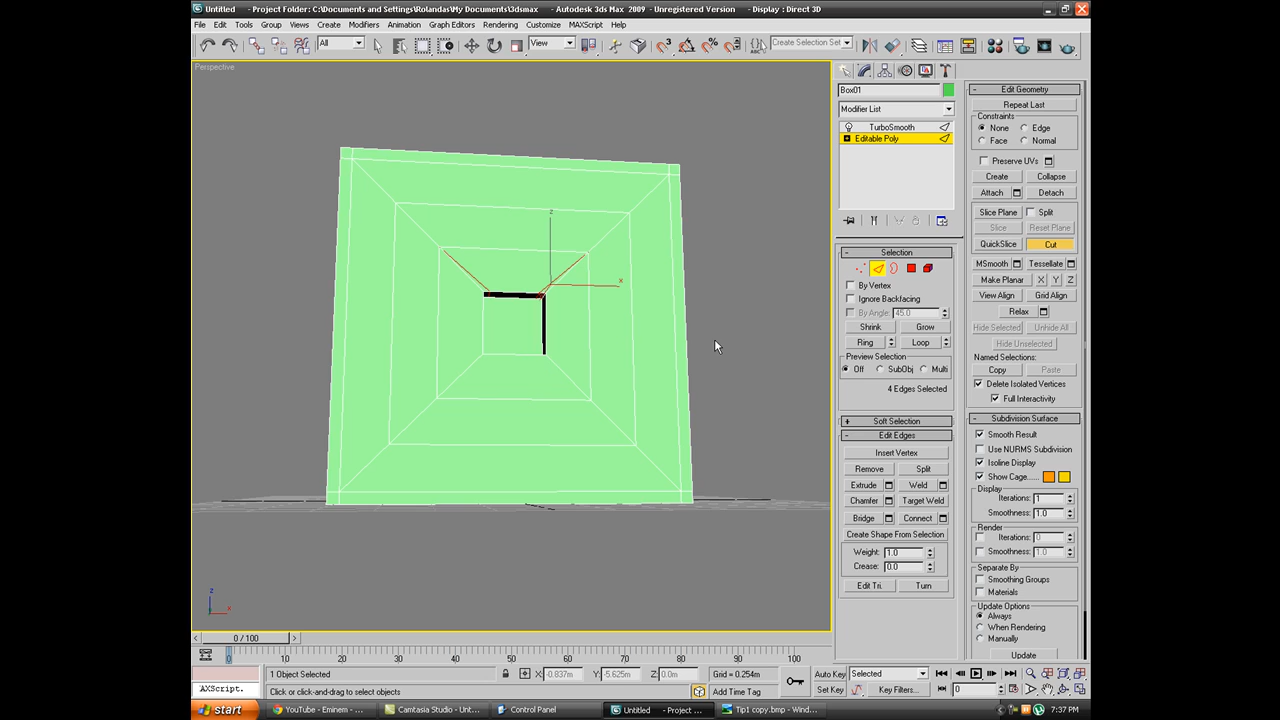 Untitled - Project Folder: C:\Documents and Settings\Rolandas\My Documents\3dsmax - Autodesk 3ds Max 2009 - Unregistered Version - Display : Direct 3D
File Edit Tools Group Views Create Modifiers Animation Graph Editors Rendering Customize MAXScript Help
All View Create Selection Set
Perspective
z
x
z
x
Box01
Modifier List
TurboSmooth
Editable Poly
Selection
By Vertex
Ignore Backfacing
By Angle: 45.0
Shrink Grow
Ring Loop
Preview Selection
Off SubObj Multi
4 Edges Selected
Soft Selection
Edit Edges
Insert Vertex
Remove Split
Extrude Weld
Chamfer Target Weld
Bridge Connect
Create Shape From Selection
Weight: 1.0
Crease: 0.0
Edit Tri. Turn
Edit Geometry
Repeat Last
Constraints
None Edge
Face Normal
Preserve UVs
Create Collapse
Attach Detach
Slice Plane Split
Slice Reset Plane
QuickSlice Cut
MSmooth Tessellate
Make Planar X Y Z
View Align Grid Align
Relax
Hide Selected Unhide All
Hide Unselected
Named Selections:
Copy Paste
Delete Isolated Vertices
Full Interactivity
Subdivision Surface
Smooth Result
Use NURMS Subdivision
Isoline Display
Show Cage......
Display
Iterations: 1
Smoothness: 1.0
Render
Iterations: 0
Smoothness: 1.0
Separate By
Smoothing Groups
Materials
Update Options
Always
When Rendering
Manually
Update
0 / 100
0 10 20 30 40 50 60 70 80 90 100
1 Object Selected X: -0.837m Y: -5.625m Z: 0.0m Grid = 0.254m Auto Key Selected
AXScript. Click or click-and-drag to select objects Add Time Tag Set Key Key Filters... 0
start YouTube - Eminem - ... Camtasia Studio - Unt... Control Panel Untitled - Project ... Tip1 copy.bmp - Wind... 7:37 PM